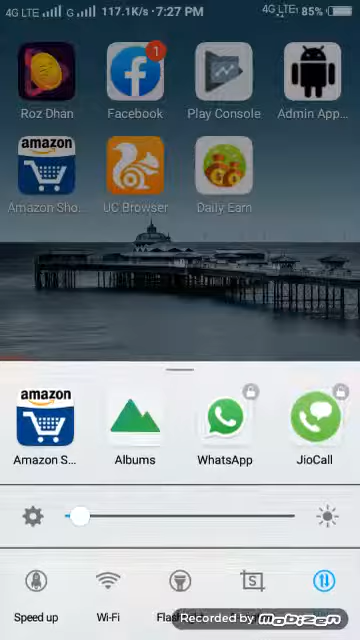 4G LTE G 117.1K/s 7:27 PM 4G LTE 85%
1
Roz Dhan Facebook Play Console Admin App...
amazon
Amazon Sho... UC Browser Daily Earn
amazon
Amazon S... Albums WhatsApp JioCall
S
Speed up Wi-Fi
Recorded by MOBIZEN